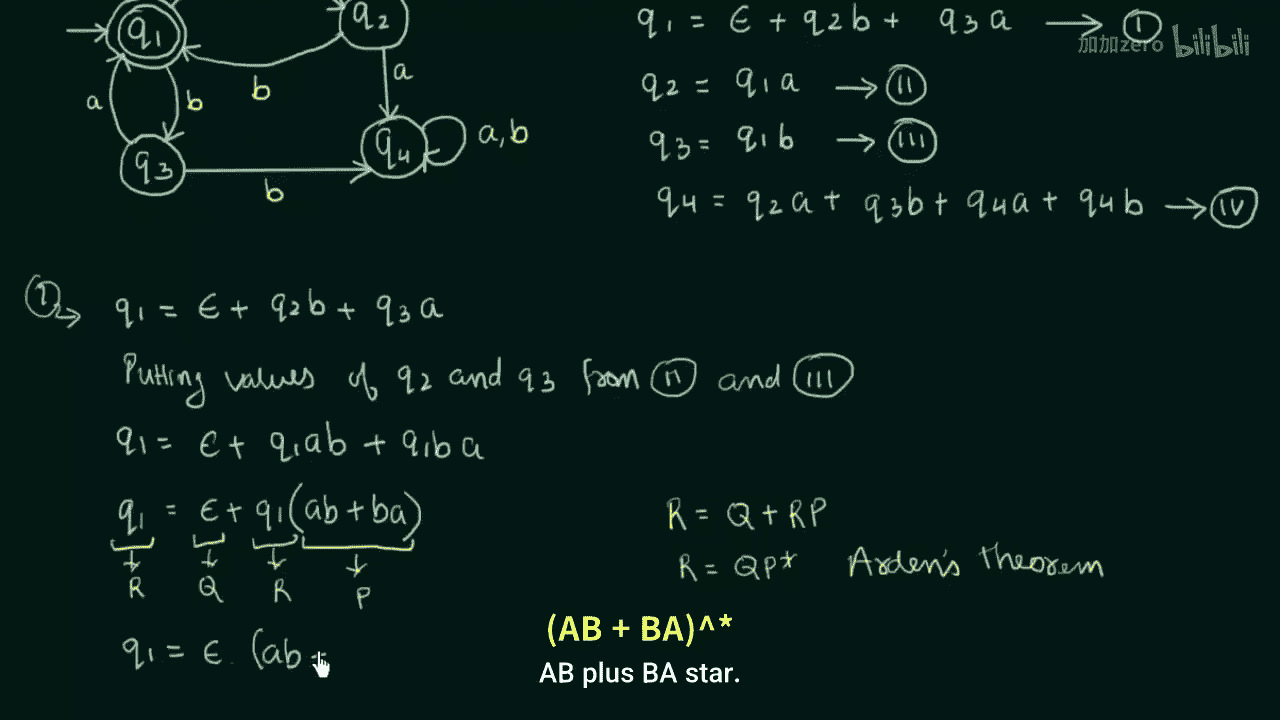 q1
q2
q1 = ϵ + q2b + q3a → I
加加zero bilibili
a
b
b
a
q2 = q1a → II
q3
q4
a,b
q3 = q1b → III
b
q4 = q2a + q3b + q4a + q4b → IV
I → q1 = ϵ + q2b + q3a
Putting values of q2 and q3 from II and III
q1 = ϵ + q1ab + q1ba
q1 = ϵ + q1(ab + ba)
R = Q + RP
R Q R P
R = QP* Arden's theorem
(AB + BA)^*
q1 = ϵ. (ab +
AB plus BA star.